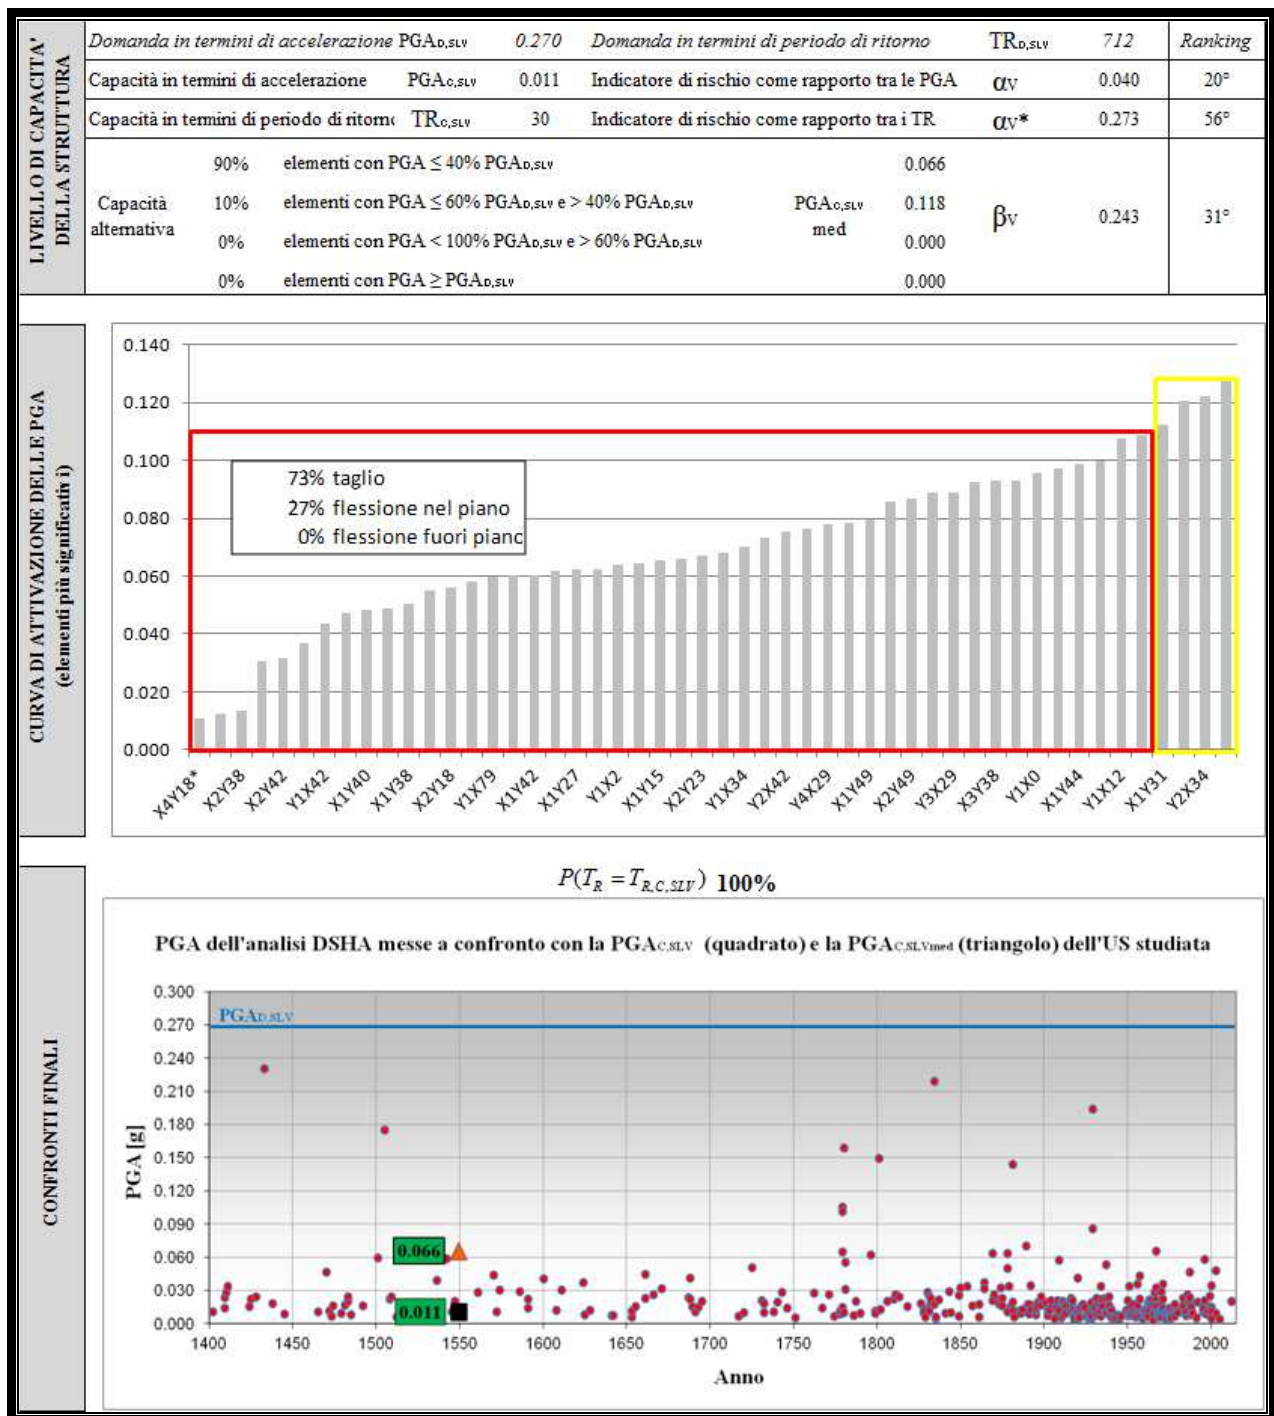 LIVELLO DI CAPACITA'
DELLA STRUTTURA
Domanda in termini di accelerazione PGAD,SLV 0.270 Domanda in termini di periodo di ritorno TRD,SLV 712 Ranking
Capacità in termini di accelerazione PGAC,SLV 0.011 Indicatore di rischio come rapporto tra le PGA αV 0.040 20°
Capacità in termini di periodo di ritorno TRC,SLV 30 Indicatore di rischio come rapporto tra i TR αV* 0.273 56°
Capacità
alternativa
90% elementi con PGA ≤ 40% PGAD,SLV 0.066
10% elementi con PGA ≤ 60% PGAD,SLV e > 40% PGAD,SLV 0.118
0% elementi con PGA < 100% PGAD,SLV e > 60% PGAD,SLV 0.000
0% elementi con PGA ≥ PGAD,SLV 0.000
PGAC,SLV
med
βV 0.243 31°
CURVA DI ATTIVAZIONE DELLE PGA
(elementi più significativi)
0.140
0.120
0.100
0.080
0.060
0.040
0.020
0.000
73% taglio
27% flessione nel piano
0% flessione fuori piano
X4Y18* X2Y38 X2Y42 Y1X42 X1Y40 X1Y38 X2Y18 Y1X79 X1Y42 X1Y27 Y1X2 X1Y15 X2Y23 Y1X34 Y2X42 Y4X29 X1Y49 X2Y49 Y3X29 X3Y38 Y1X0 X1Y44 Y1X12 X1Y31 Y2X34
CONFRONTI FINALI
P(TR = TR,C,SLV) 100%
PGA dell'analisi DSHA messe a confronto con la PGAC,SLV (quadrato) e la PGAC,SLVmed (triangolo) dell'US studiata
PGA [g]
0.300
0.270
0.240
0.210
0.180
0.150
0.120
0.090
0.060
0.030
0.000
PGAD,SLV
0.066
0.011
1400 1450 1500 1550 1600 1650 1700 1750 1800 1850 1900 1950 2000
Anno